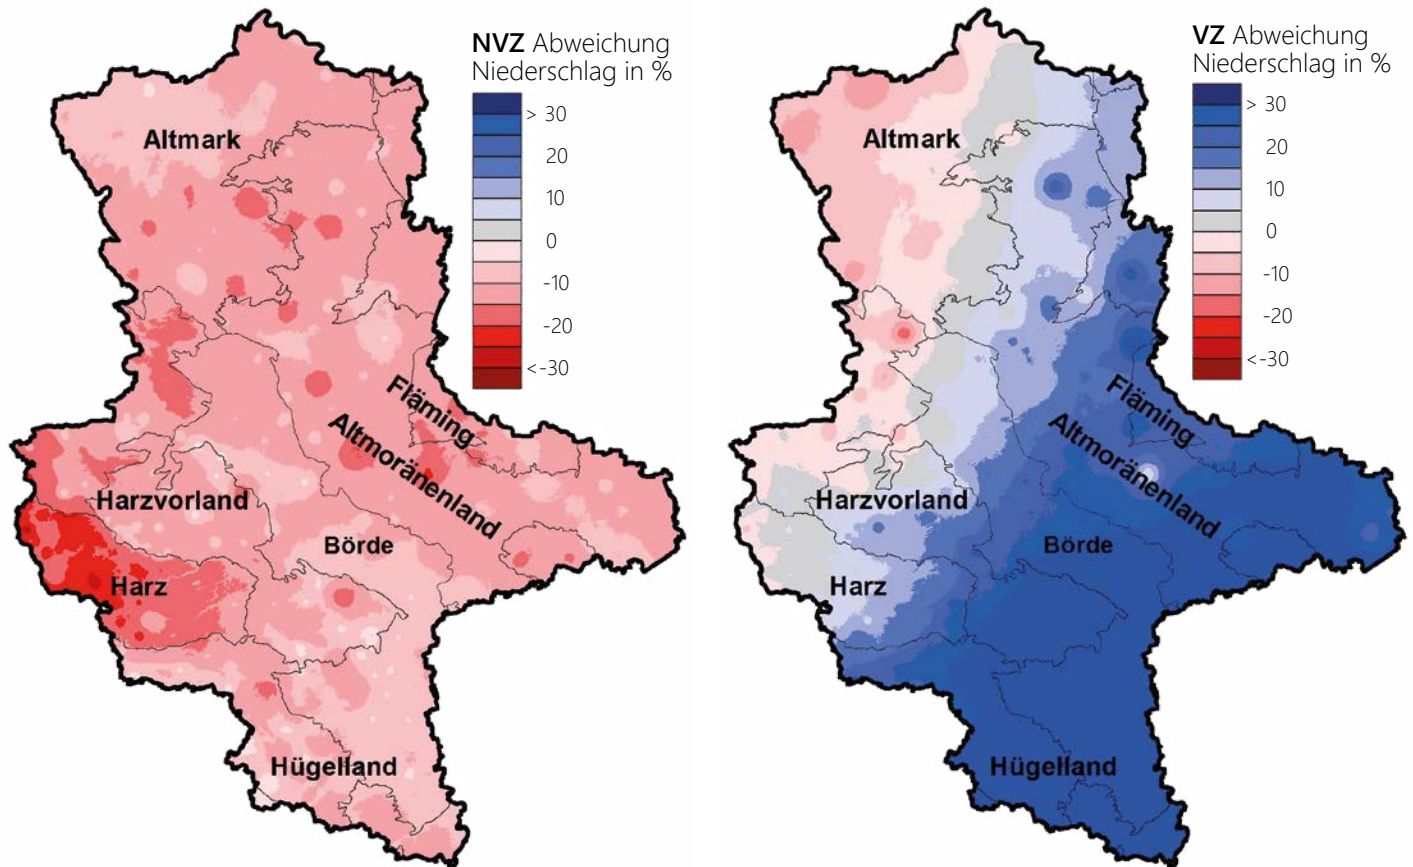 NVZ Abweichung
Niederschlag in %
> 30
20
10
0
-10
-20
<-30
Altmark
Fläming
Altmoränenland
Harzvorland
Börde
Harz
Hügelland
VZ Abweichung
Niederschlag in %
> 30
20
10
0
-10
-20
<-30
Altmark
Fläming
Altmoränenland
Harzvorland
Börde
Harz
Hügelland